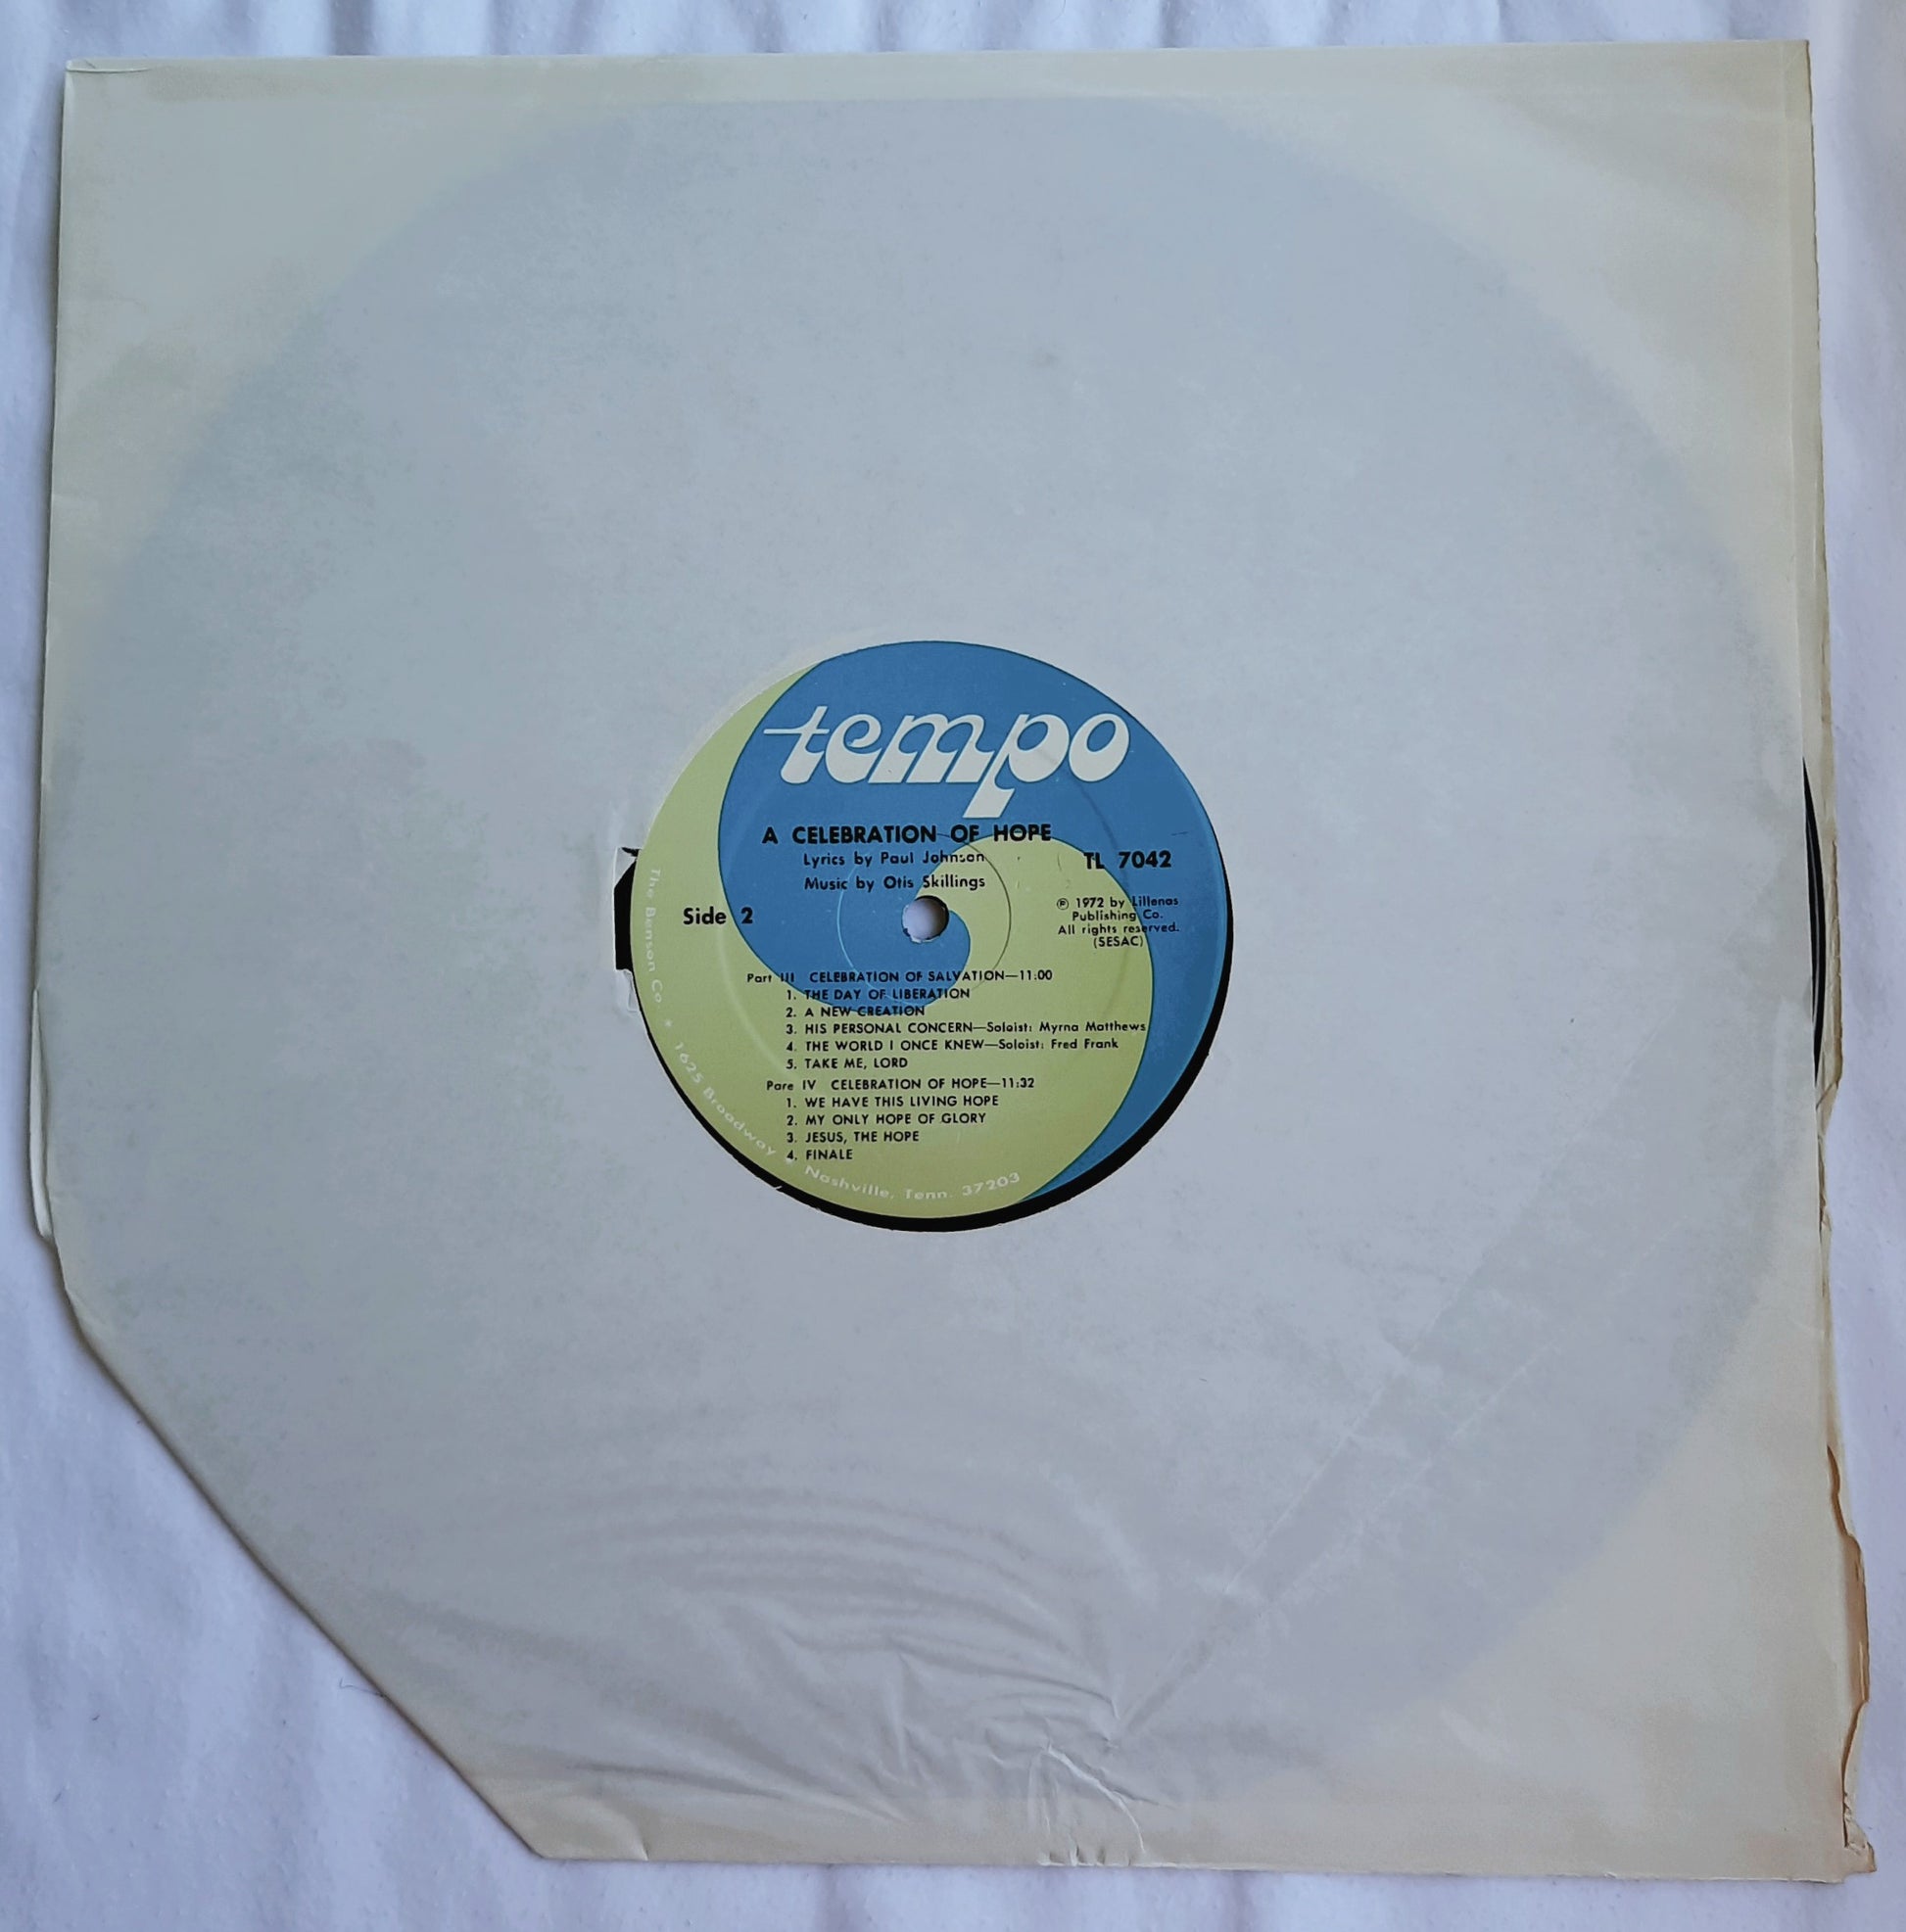 tempo
A CELEBRATION OF HOPE
Lyrics by Paul Johnson
Music by Otis Skillings
TL 7042
Side 2
℗ 1972 by Lillenas
Publishing Co.
All rights reserved.
(SESAC)
Part III CELEBRATION OF SALVATION—11:00
1. THE DAY OF LIBERATION
2. A NEW CREATION
3. HIS PERSONAL CONCERN—Soloist: Myrna Matthews
4. THE WORLD I ONCE KNEW—Soloist: Fred Frank
5. TAKE ME, LORD
Pare IV CELEBRATION OF HOPE—11:32
1. WE HAVE THIS LIVING HOPE
2. MY ONLY HOPE OF GLORY
3. JESUS, THE HOPE
4. FINALE
The Benson Co. • 1625 Broadway • Nashville, Tenn. 37203